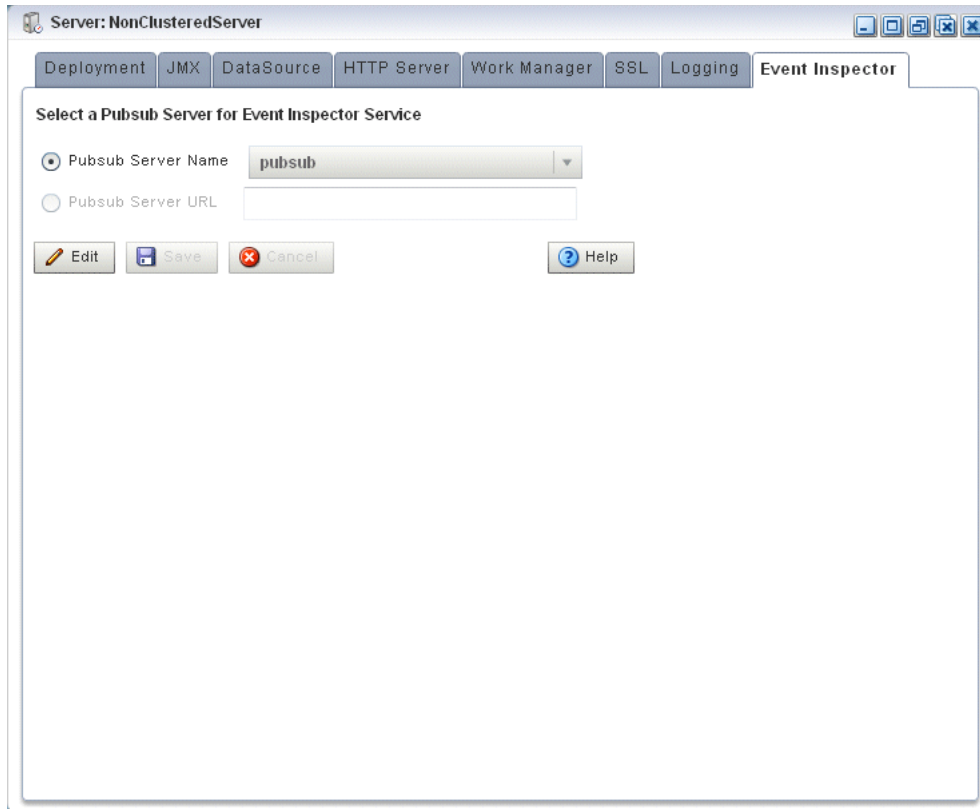 Server: NonClusteredServer
Deployment JMX DataSource HTTP Server Work Manager SSL Logging Event Inspector
Select a Pubsub Server for Event Inspector Service
Pubsub Server Name pubsub
Pubsub Server URL
Edit Save Cancel Help